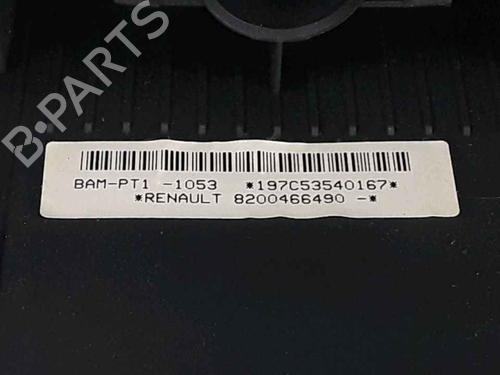 B-PARTS
BAM-PT1 -1053 *197C53540167*
*RENAULT 8200466490 -*